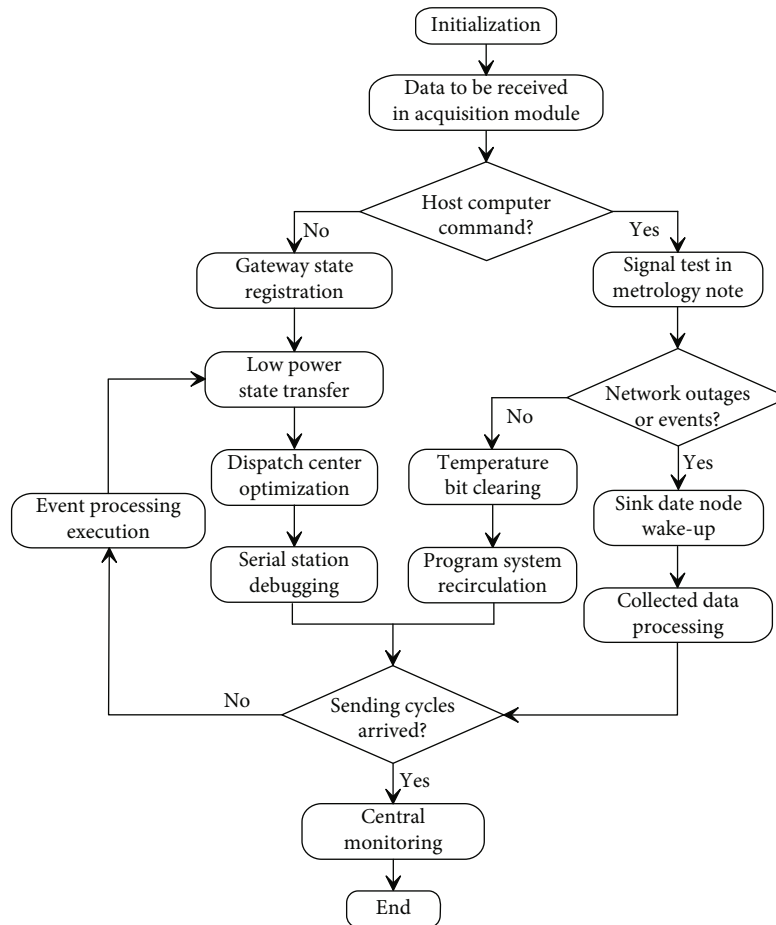 Initialization
Data to be received
in acquisition module
Host computer
command?
No
Yes
Gateway state
registration
Signal test in
metrology note
Low power
state transfer
Network outages
or events?
No
Yes
Dispatch center
optimization
Temperature
bit clearing
Event processing
execution
Sink date node
wake-up
Serial station
debugging
Program system
recirculation
Collected data
processing
No
Sending cycles
arrived?
Yes
Central
monitoring
End